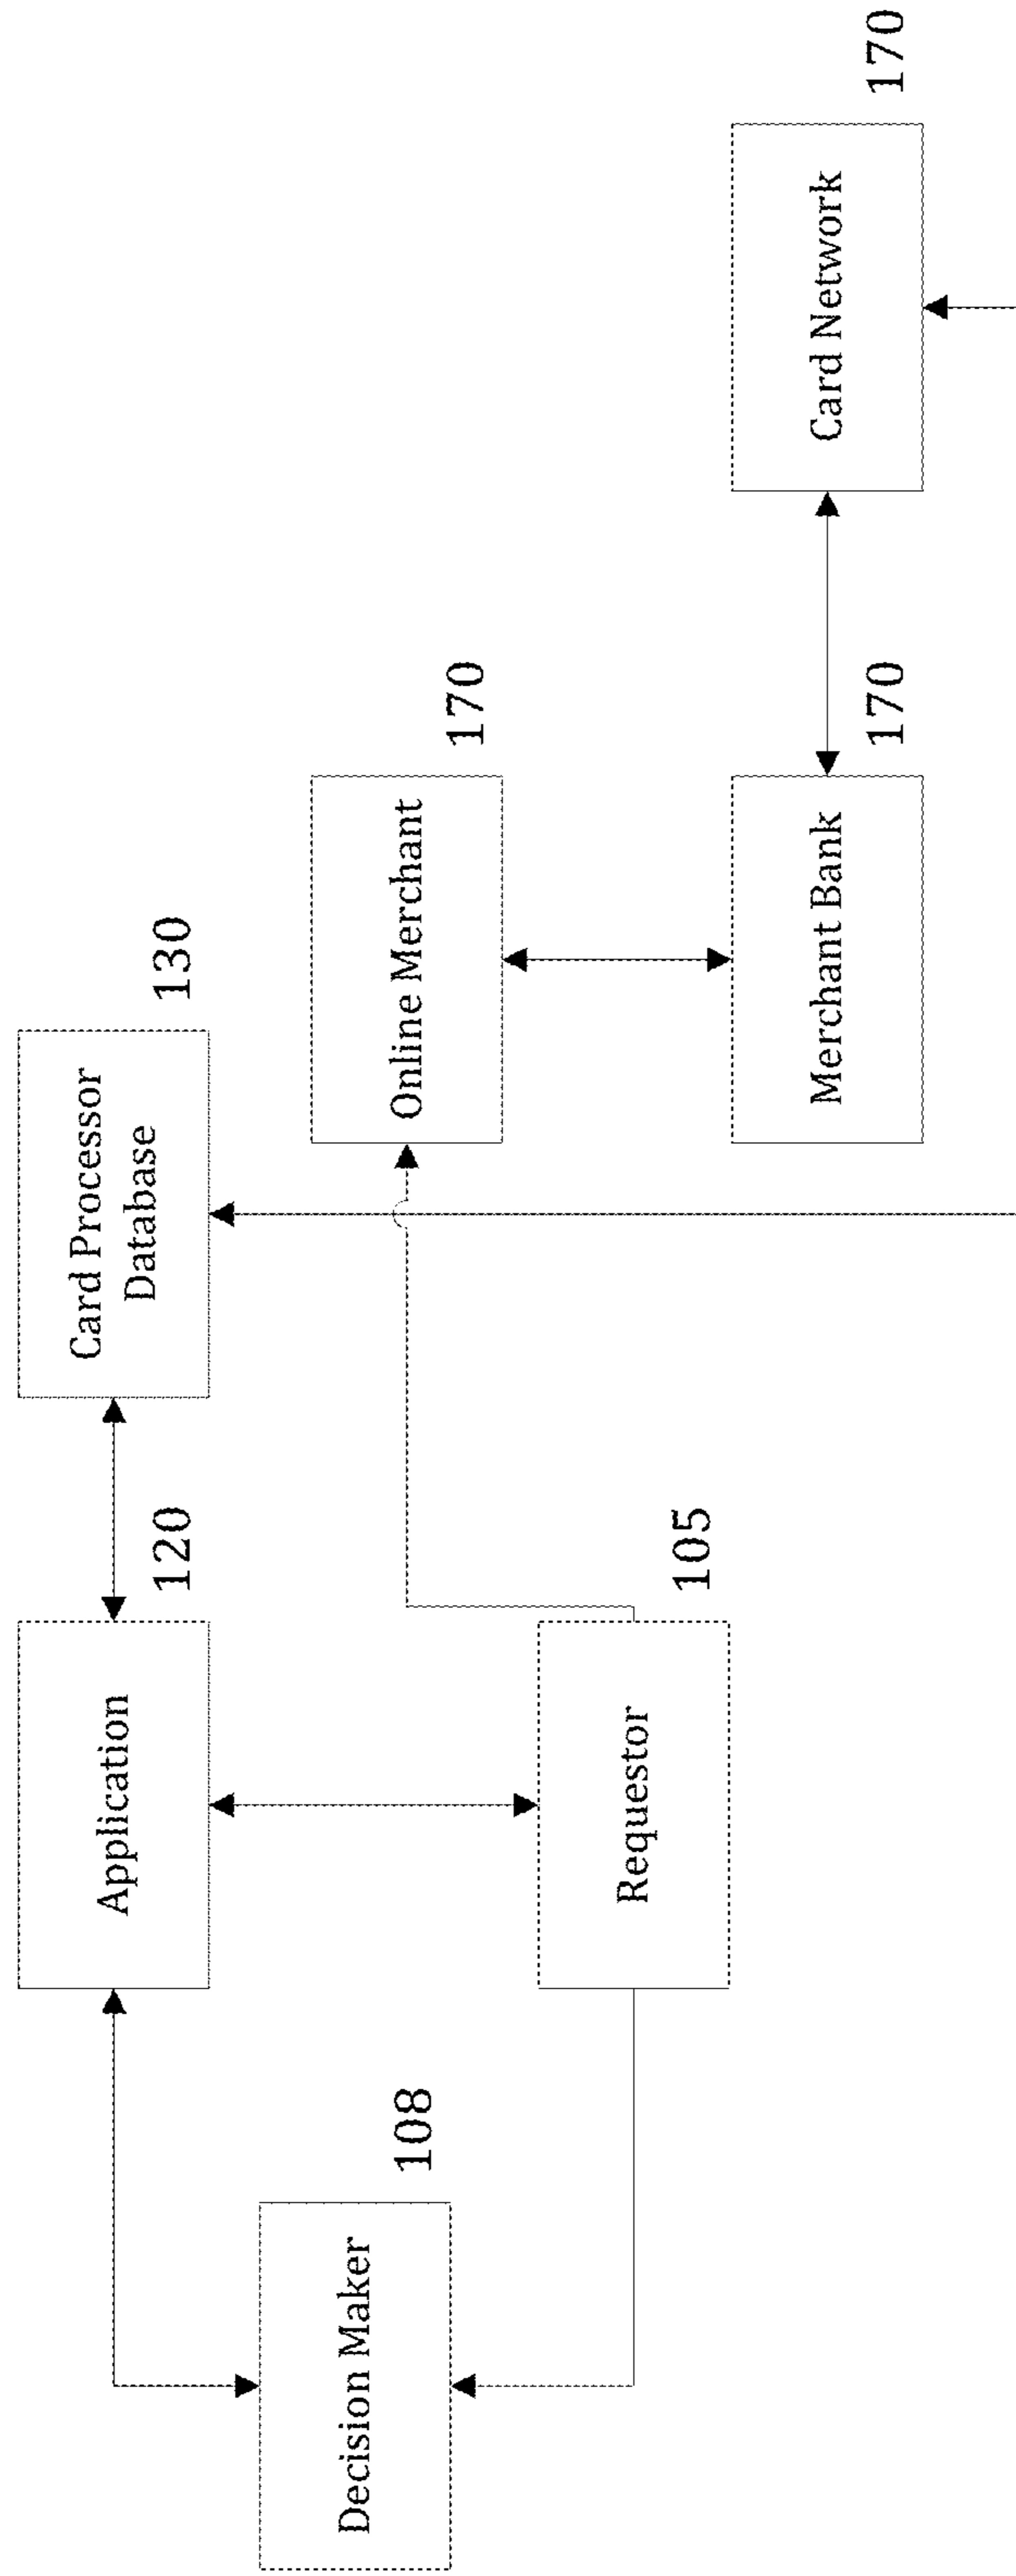 Application
120
Card Processor
Database
130
Decision Maker
108
Online Merchant
170
Requestor
105
Merchant Bank
170
Card Network
170